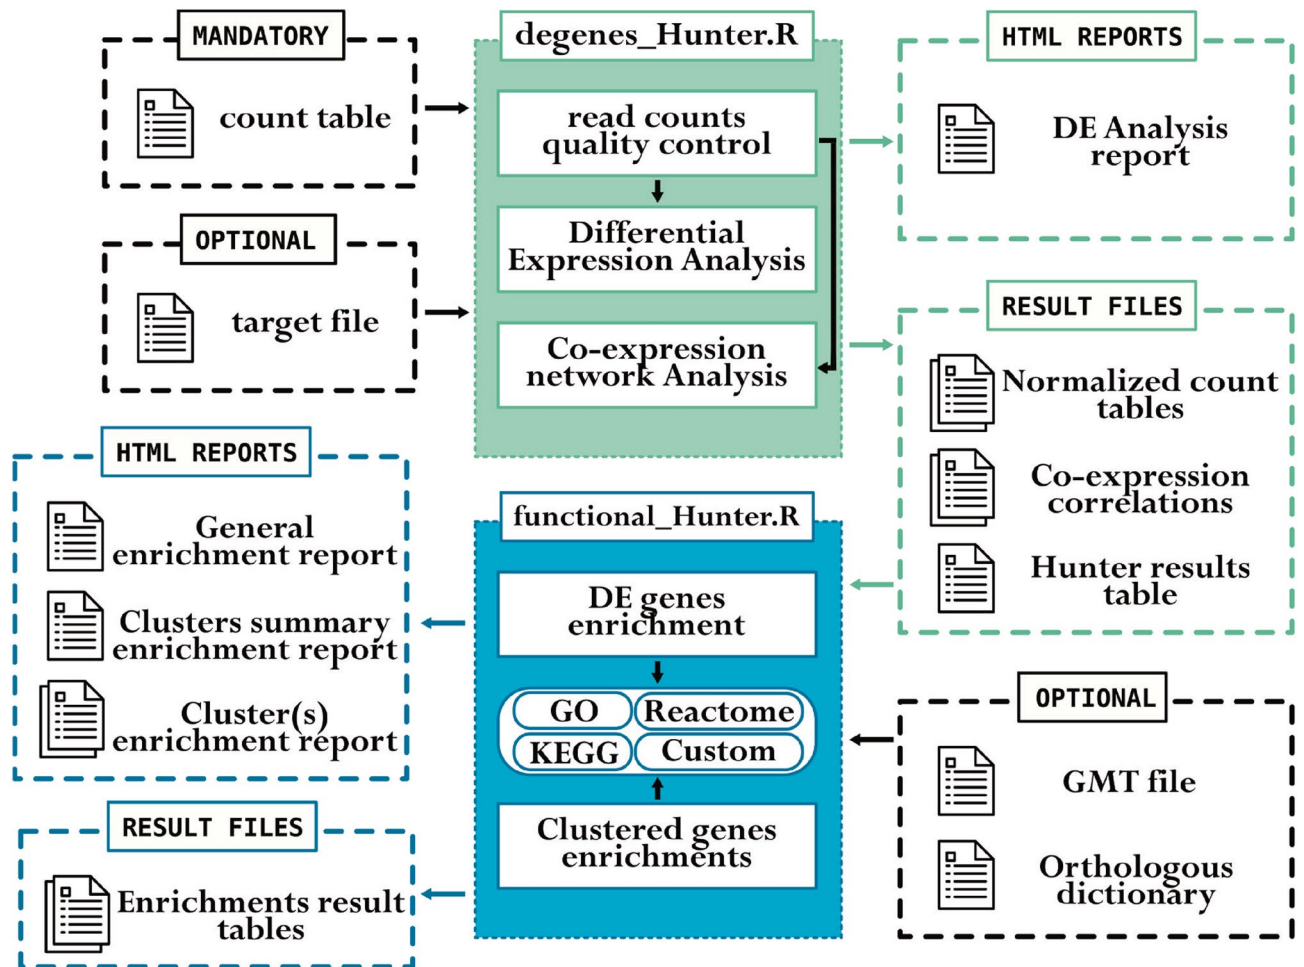 MANDATORY
count table
OPTIONAL
target file
degenes_Hunter.R
read counts
quality control
Differential
Expression Analysis
Co-expression
network Analysis
HTML REPORTS
DE Analysis
report
RESULT FILES
Normalized count
tables
Co-expression
correlations
Hunter results
table
HTML REPORTS
General
enrichment report
Clusters summary
enrichment report
Cluster(s)
enrichment report
RESULT FILES
Enrichments result
tables
functional_Hunter.R
DE genes
enrichment
GO
Reactome
KEGG
Custom
Clustered genes
enrichments
OPTIONAL
GMT file
Orthologous
dictionary